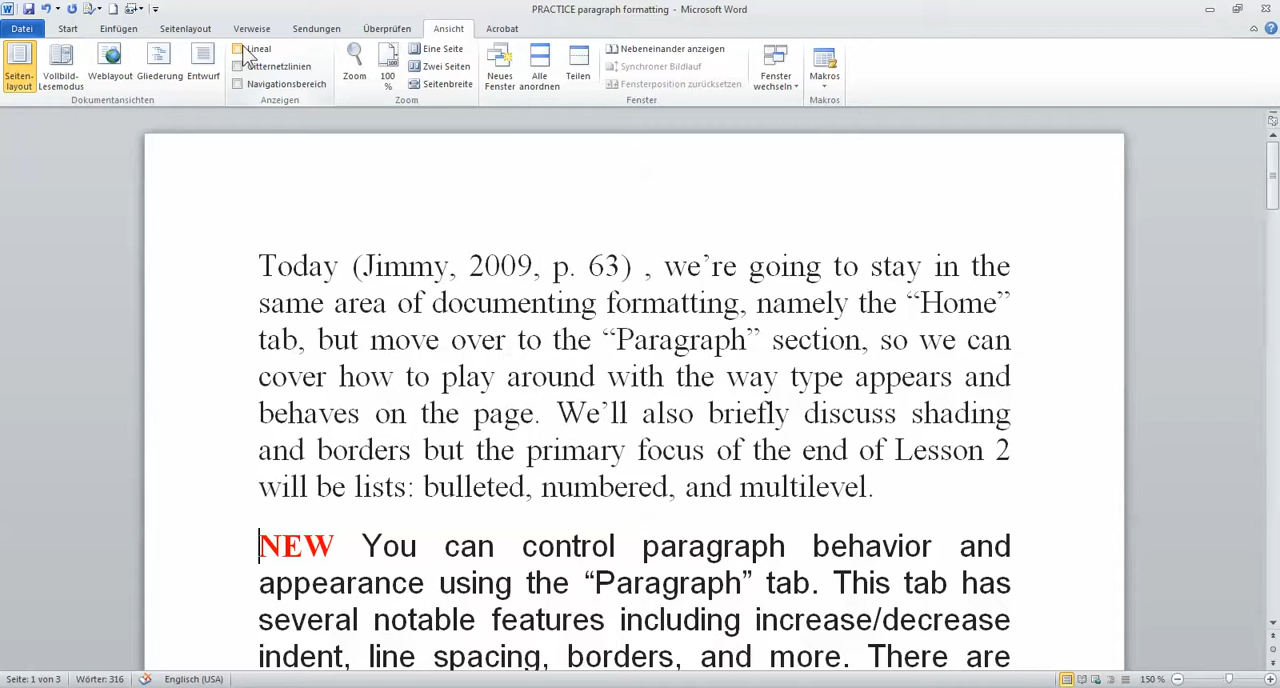 PRACTICE paragraph formatting - Microsoft Word
Datei Start Einfügen Seitenlayout Verweise Sendungen Überprüfen Ansicht Acrobat
Seiten-
layout
Vollbild-
Lesemodus
Weblayout
Gliederung
Entwurf
Dokumentansichten
Lineal
Gitternetzlinien
Navigationsbereich
Anzeigen
Zoom
100
%
Eine Seite
Zwei Seiten
Seitenbreite
Zoom
Neues
Fenster
Alle
anordnen
Teilen
Nebeneinander anzeigen
Synchroner Bildlauf
Fensterposition zurücksetzen
Fenster
wechseln
Fenster
Makros
Makros
Today (Jimmy, 2009, p. 63) , we’re going to stay in the
same area of documenting formatting, namely the “Home”
tab, but move over to the “Paragraph” section, so we can
cover how to play around with the way type appears and
behaves on the page. We’ll also briefly discuss shading
and borders but the primary focus of the end of Lesson 2
will be lists: bulleted, numbered, and multilevel.
NEW You can control paragraph behavior and
appearance using the “Paragraph” tab. This tab has
several notable features including increase/decrease
indent, line spacing, borders, and more. There are
Seite: 1 von 3 Wörter: 316 Englisch (USA) 150 %